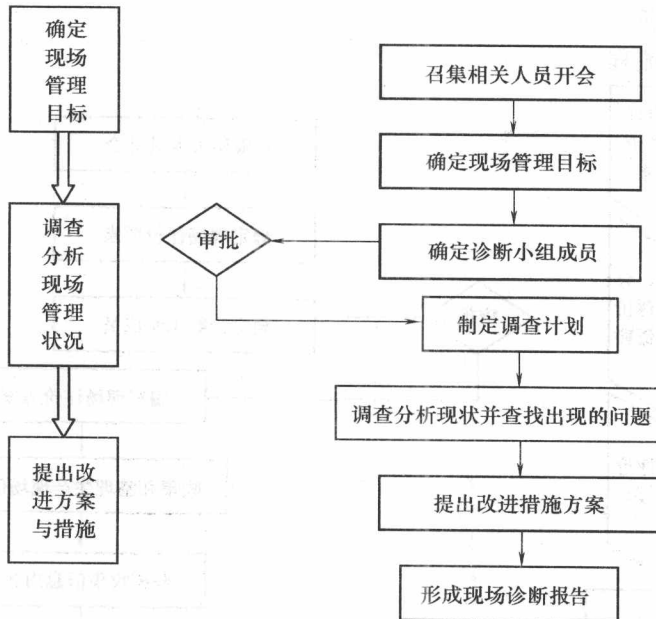 确定
现场
管理
目标
调查
分析
现场
管理
状况
提出改
进方案
与措施
召集相关人员开会
确定现场管理目标
审批
确定诊断小组成员
制定调查计划
调查分析现状并查找出现的问题
提出改进措施方案
形成现场诊断报告